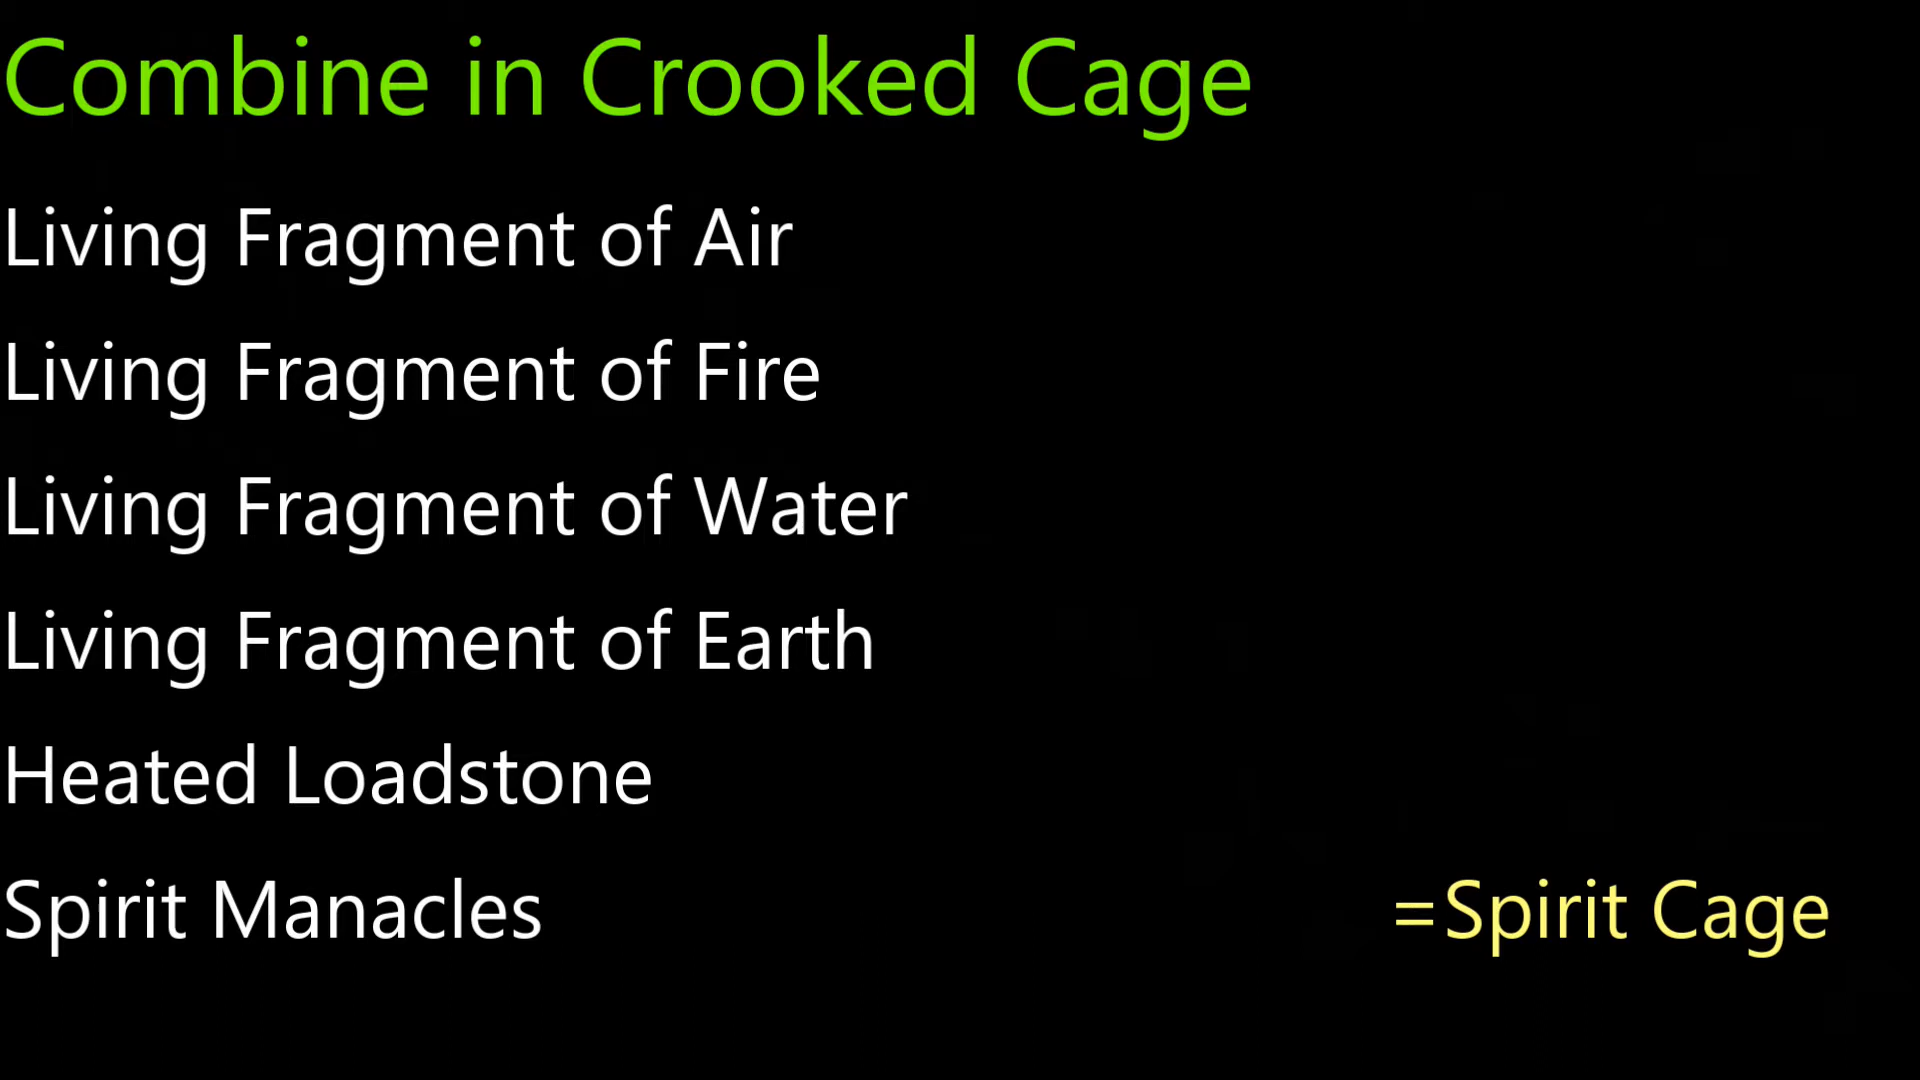 Combine in Crooked Cage
Living Fragment of Air
Living Fragment of Fire
Living Fragment of Water
Living Fragment of Earth
Heated Loadstone
Spirit Manacles =Spirit Cage